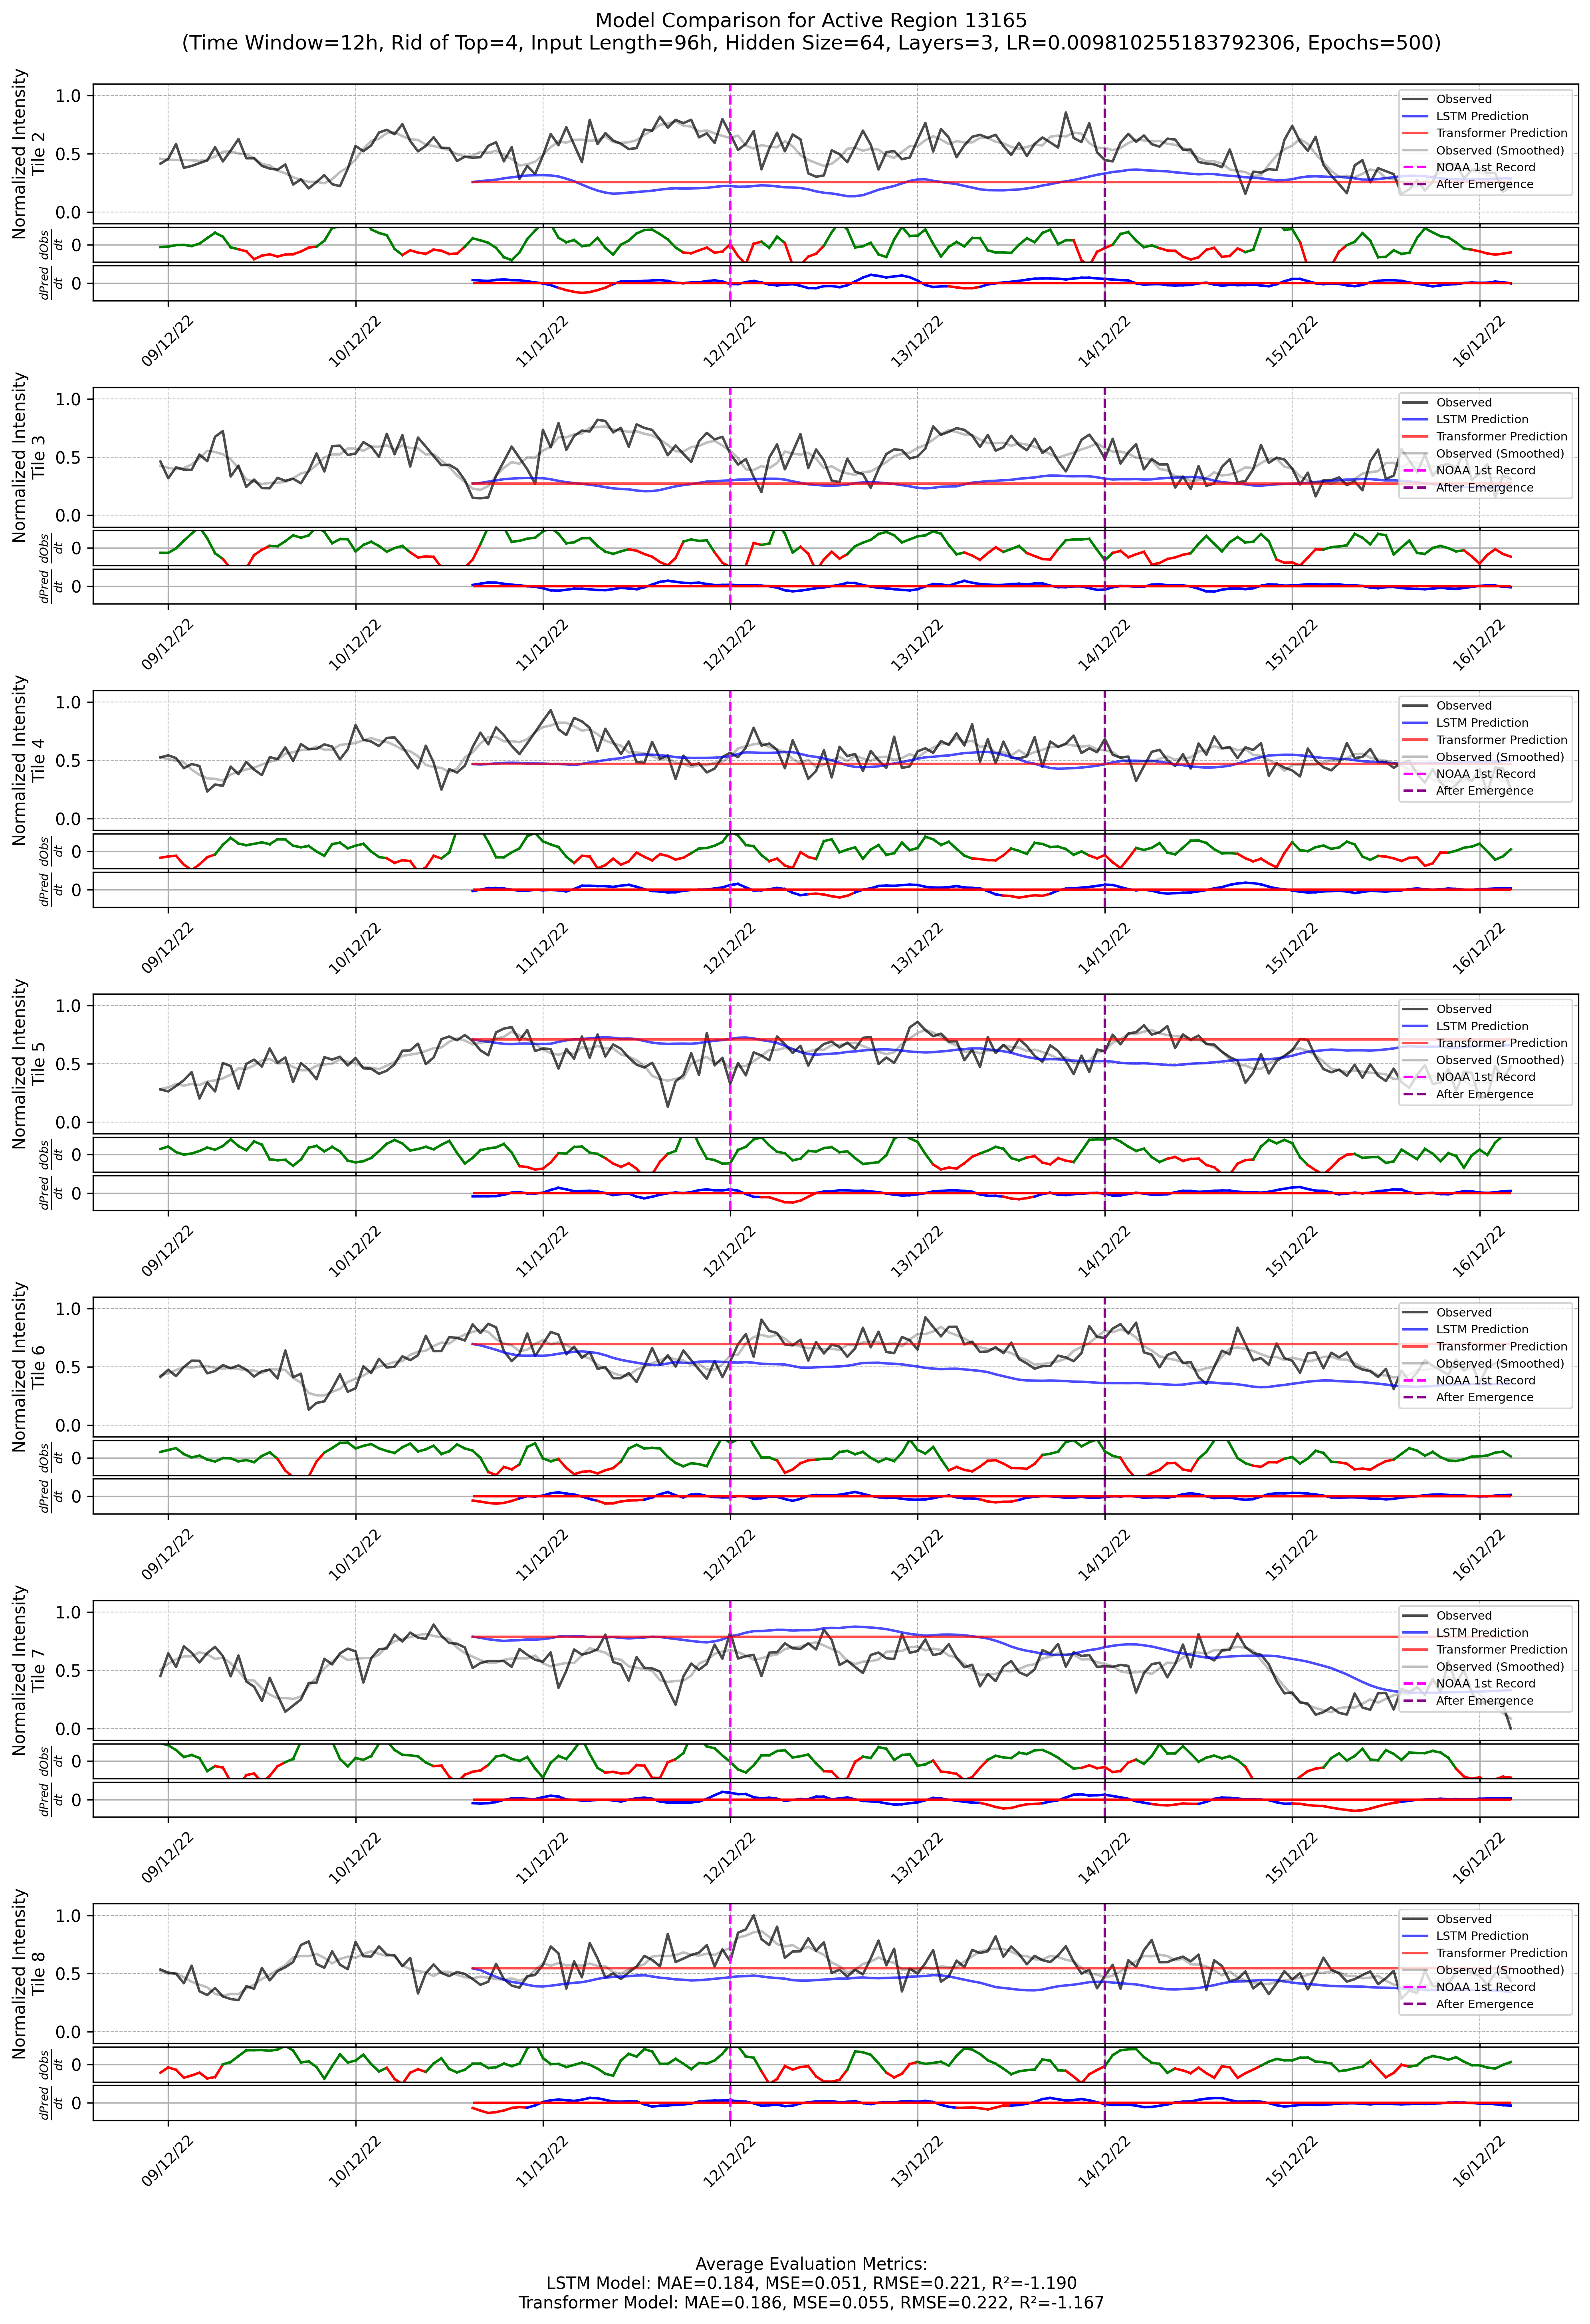 Model Comparison for Active Region 13165
(Time Window=12h, Rid of Top=4, Input Length=96h, Hidden Size=64, Layers=3, LR=0.009810255183792306, Epochs=500)
Normalized Intensity
Tile 2
1.0
0.5
0.0
Observed
LSTM Prediction
Transformer Prediction
Observed (Smoothed)
NOAA 1st Record
After Emergence
dObs
dt
0
dPred
dt
0
09/12/22
10/12/22
11/12/22
12/12/22
13/12/22
14/12/22
15/12/22
16/12/22
Normalized Intensity
Tile 3
1.0
0.5
0.0
Observed
LSTM Prediction
Transformer Prediction
Observed (Smoothed)
NOAA 1st Record
After Emergence
dObs
dt
0
dPred
dt
0
09/12/22
10/12/22
11/12/22
12/12/22
13/12/22
14/12/22
15/12/22
16/12/22
Normalized Intensity
Tile 4
1.0
0.5
0.0
Observed
LSTM Prediction
Transformer Prediction
Observed (Smoothed)
NOAA 1st Record
After Emergence
dObs
dt
0
dPred
dt
0
09/12/22
10/12/22
11/12/22
12/12/22
13/12/22
14/12/22
15/12/22
16/12/22
Normalized Intensity
Tile 5
1.0
0.5
0.0
Observed
LSTM Prediction
Transformer Prediction
Observed (Smoothed)
NOAA 1st Record
After Emergence
dObs
dt
0
dPred
dt
0
09/12/22
10/12/22
11/12/22
12/12/22
13/12/22
14/12/22
15/12/22
16/12/22
Normalized Intensity
Tile 6
1.0
0.5
0.0
Observed
LSTM Prediction
Transformer Prediction
Observed (Smoothed)
NOAA 1st Record
After Emergence
dObs
dt
0
dPred
dt
0
09/12/22
10/12/22
11/12/22
12/12/22
13/12/22
14/12/22
15/12/22
16/12/22
Normalized Intensity
Tile 7
1.0
0.5
0.0
Observed
LSTM Prediction
Transformer Prediction
Observed (Smoothed)
NOAA 1st Record
After Emergence
dObs
dt
0
dPred
dt
0
09/12/22
10/12/22
11/12/22
12/12/22
13/12/22
14/12/22
15/12/22
16/12/22
Normalized Intensity
Tile 8
1.0
0.5
0.0
Observed
LSTM Prediction
Transformer Prediction
Observed (Smoothed)
NOAA 1st Record
After Emergence
dObs
dt
0
dPred
dt
0
09/12/22
10/12/22
11/12/22
12/12/22
13/12/22
14/12/22
15/12/22
16/12/22
Average Evaluation Metrics:
LSTM Model: MAE=0.184, MSE=0.051, RMSE=0.221, R²=-1.190
Transformer Model: MAE=0.186, MSE=0.055, RMSE=0.222, R²=-1.167